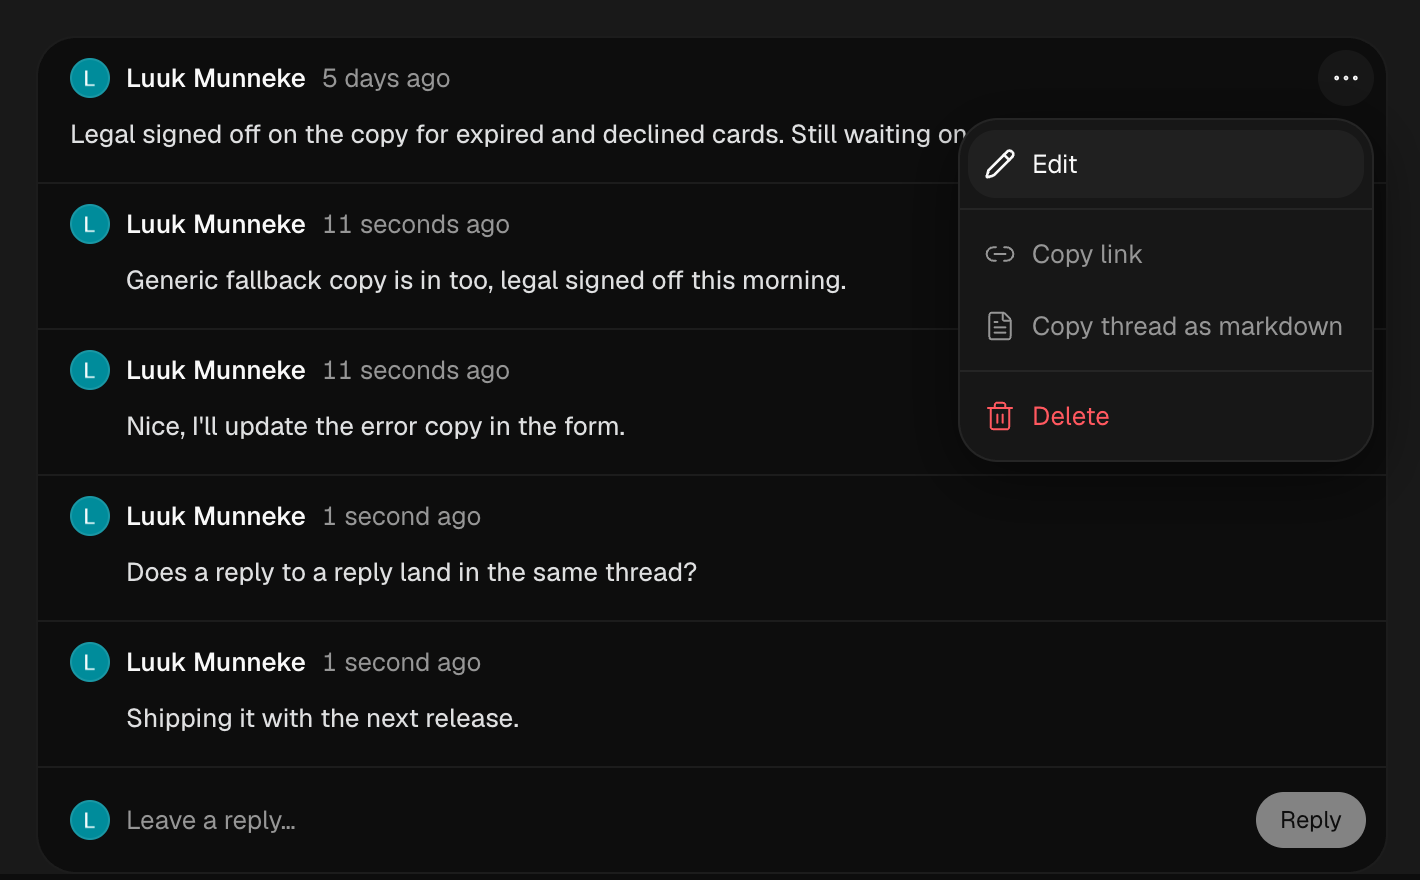 L Luuk Munneke 5 days ago
Legal signed off on the copy for expired and declined cards. Still waiting on
Edit
L Luuk Munneke 11 seconds ago
Copy link
Generic fallback copy is in too, legal signed off this morning.
Copy thread as markdown
L Luuk Munneke 11 seconds ago
Delete
Nice, I'll update the error copy in the form.
L Luuk Munneke 1 second ago
Does a reply to a reply land in the same thread?
L Luuk Munneke 1 second ago
Shipping it with the next release.
L Leave a reply... Reply